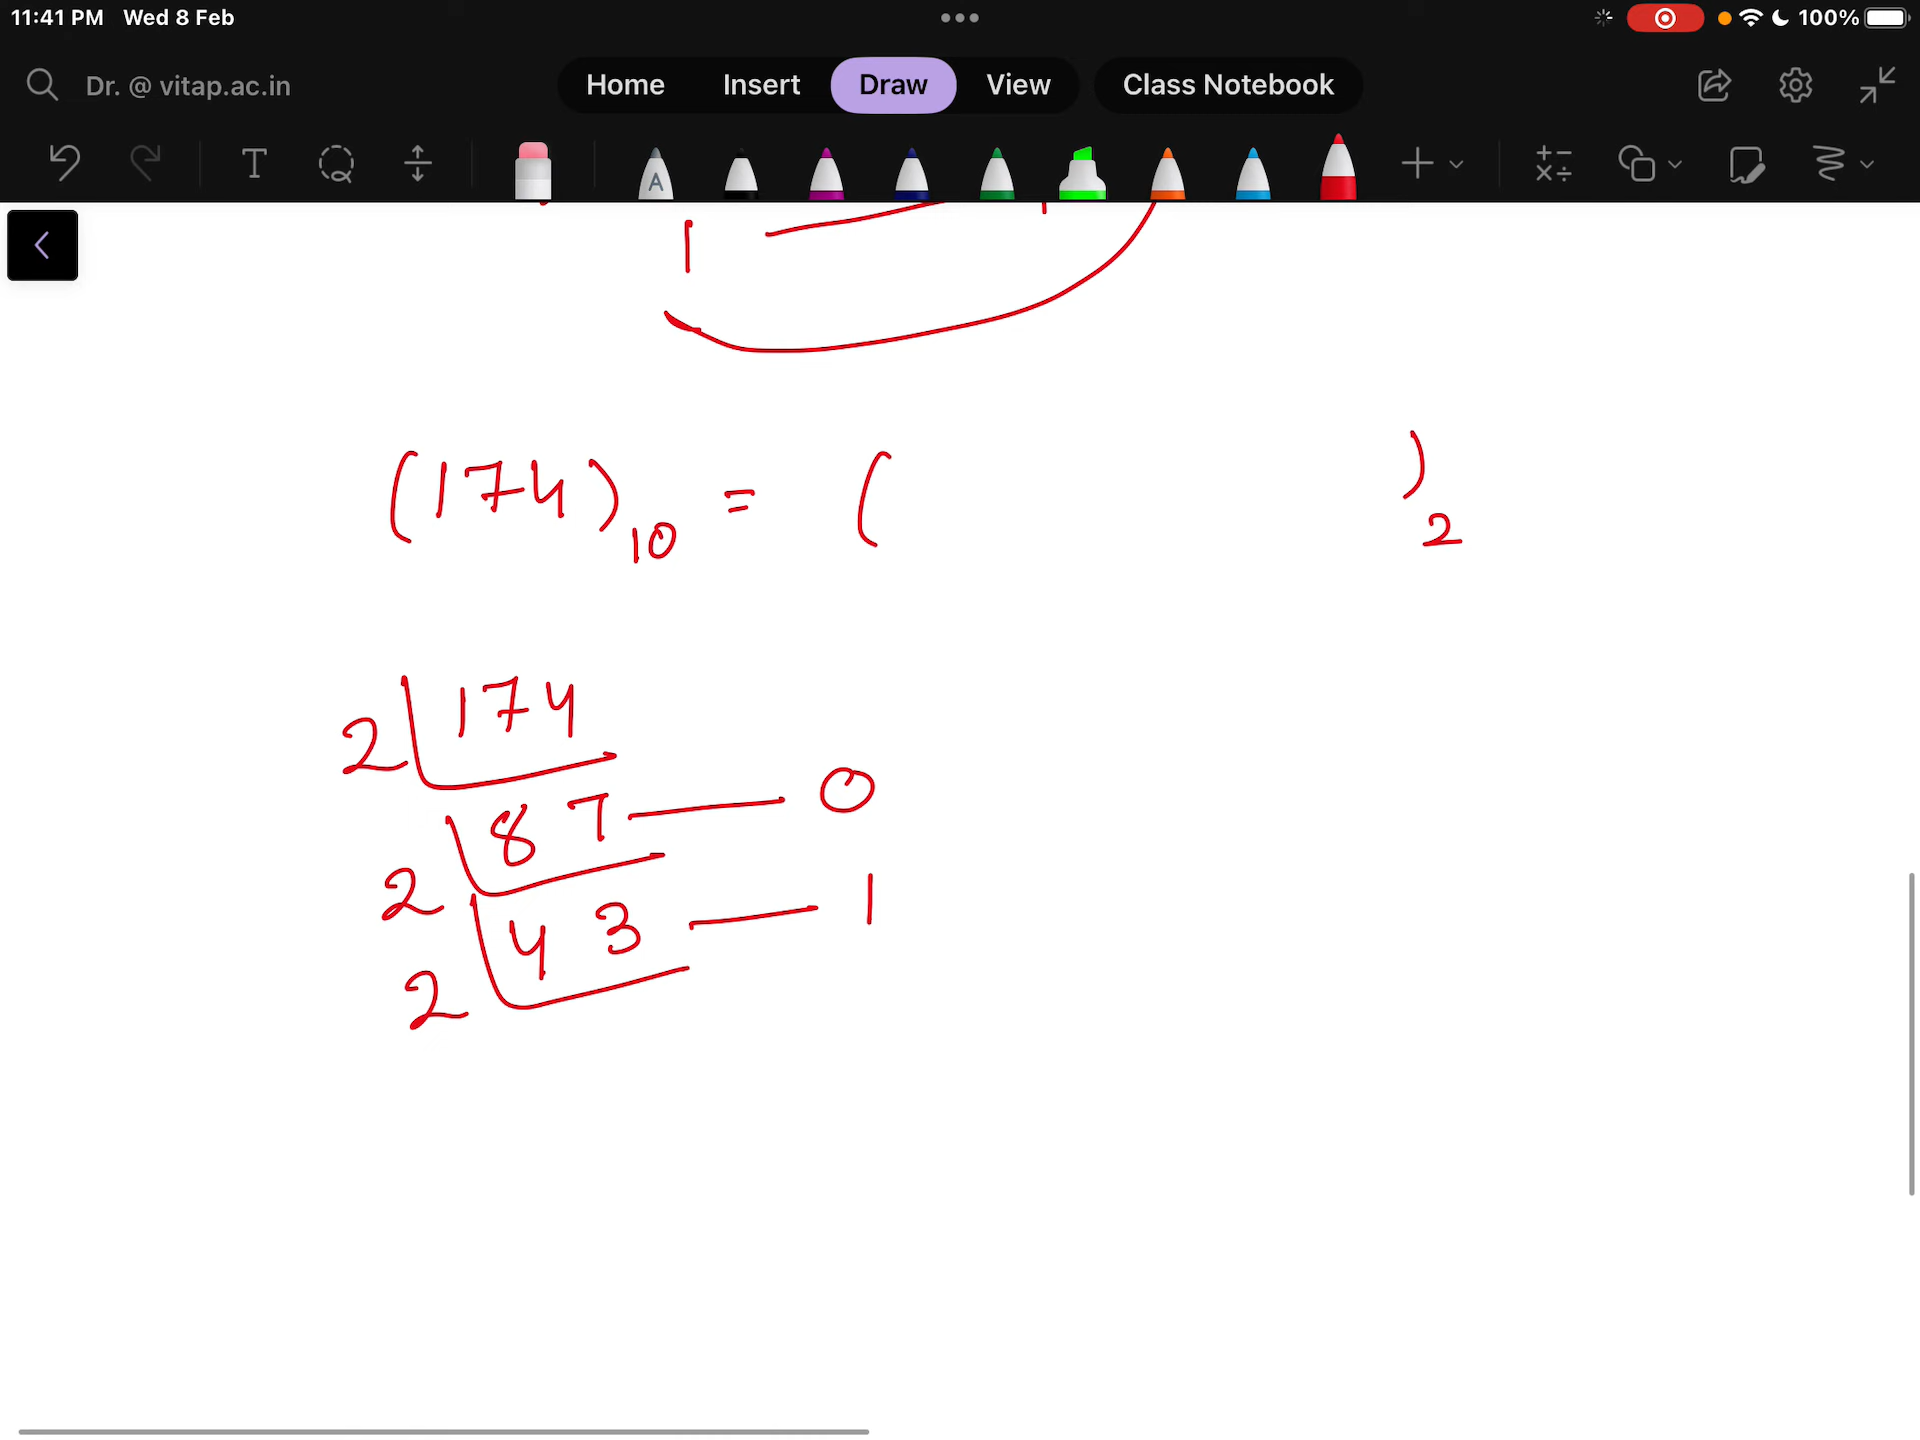 11:41 PM Wed 8 Feb
100%
Dr. @ vitap.ac.in
Home Insert Draw View Class Notebook
T
A
1
(174)10 = ( )2
2 174
87 — 0
2
43 — 1
2